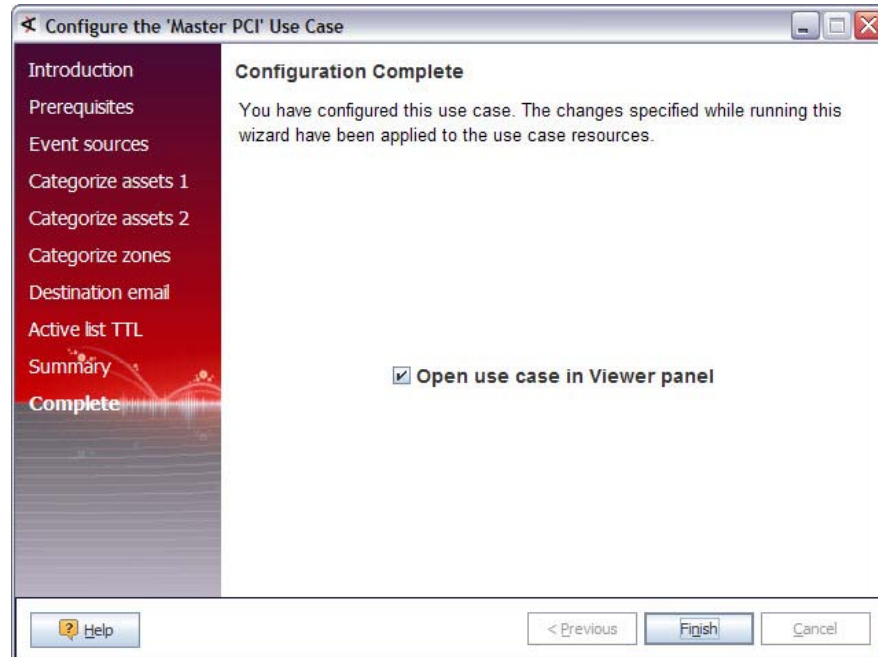 Configure the 'Master PCI' Use Case
Introduction
Prerequisites
Event sources
Categorize assets 1
Categorize assets 2
Categorize zones
Destination email
Active list TTL
Summary
Complete
Configuration Complete
You have configured this use case. The changes specified while running this
wizard have been applied to the use case resources.
Open use case in Viewer panel
Help
< Previous
Finish
Cancel